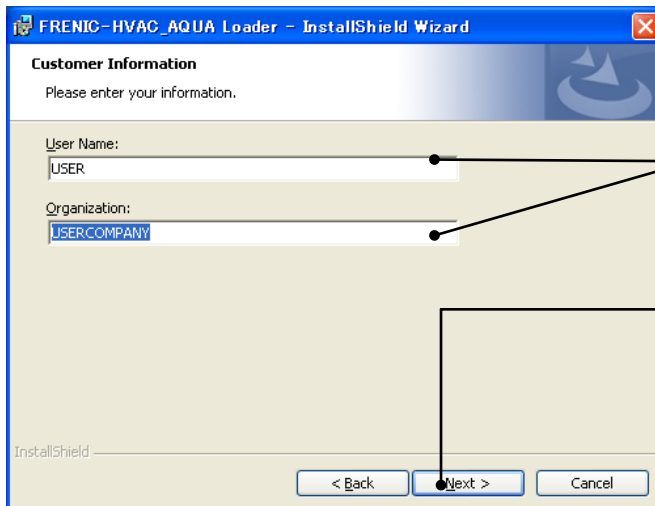 FRENIC-HVAC_AQUA Loader - InstallShield Wizard
Customer Information
Please enter your information.
User Name:
USER
Organization:
USERCOMPANY
InstallShield
< Back Next > Cancel